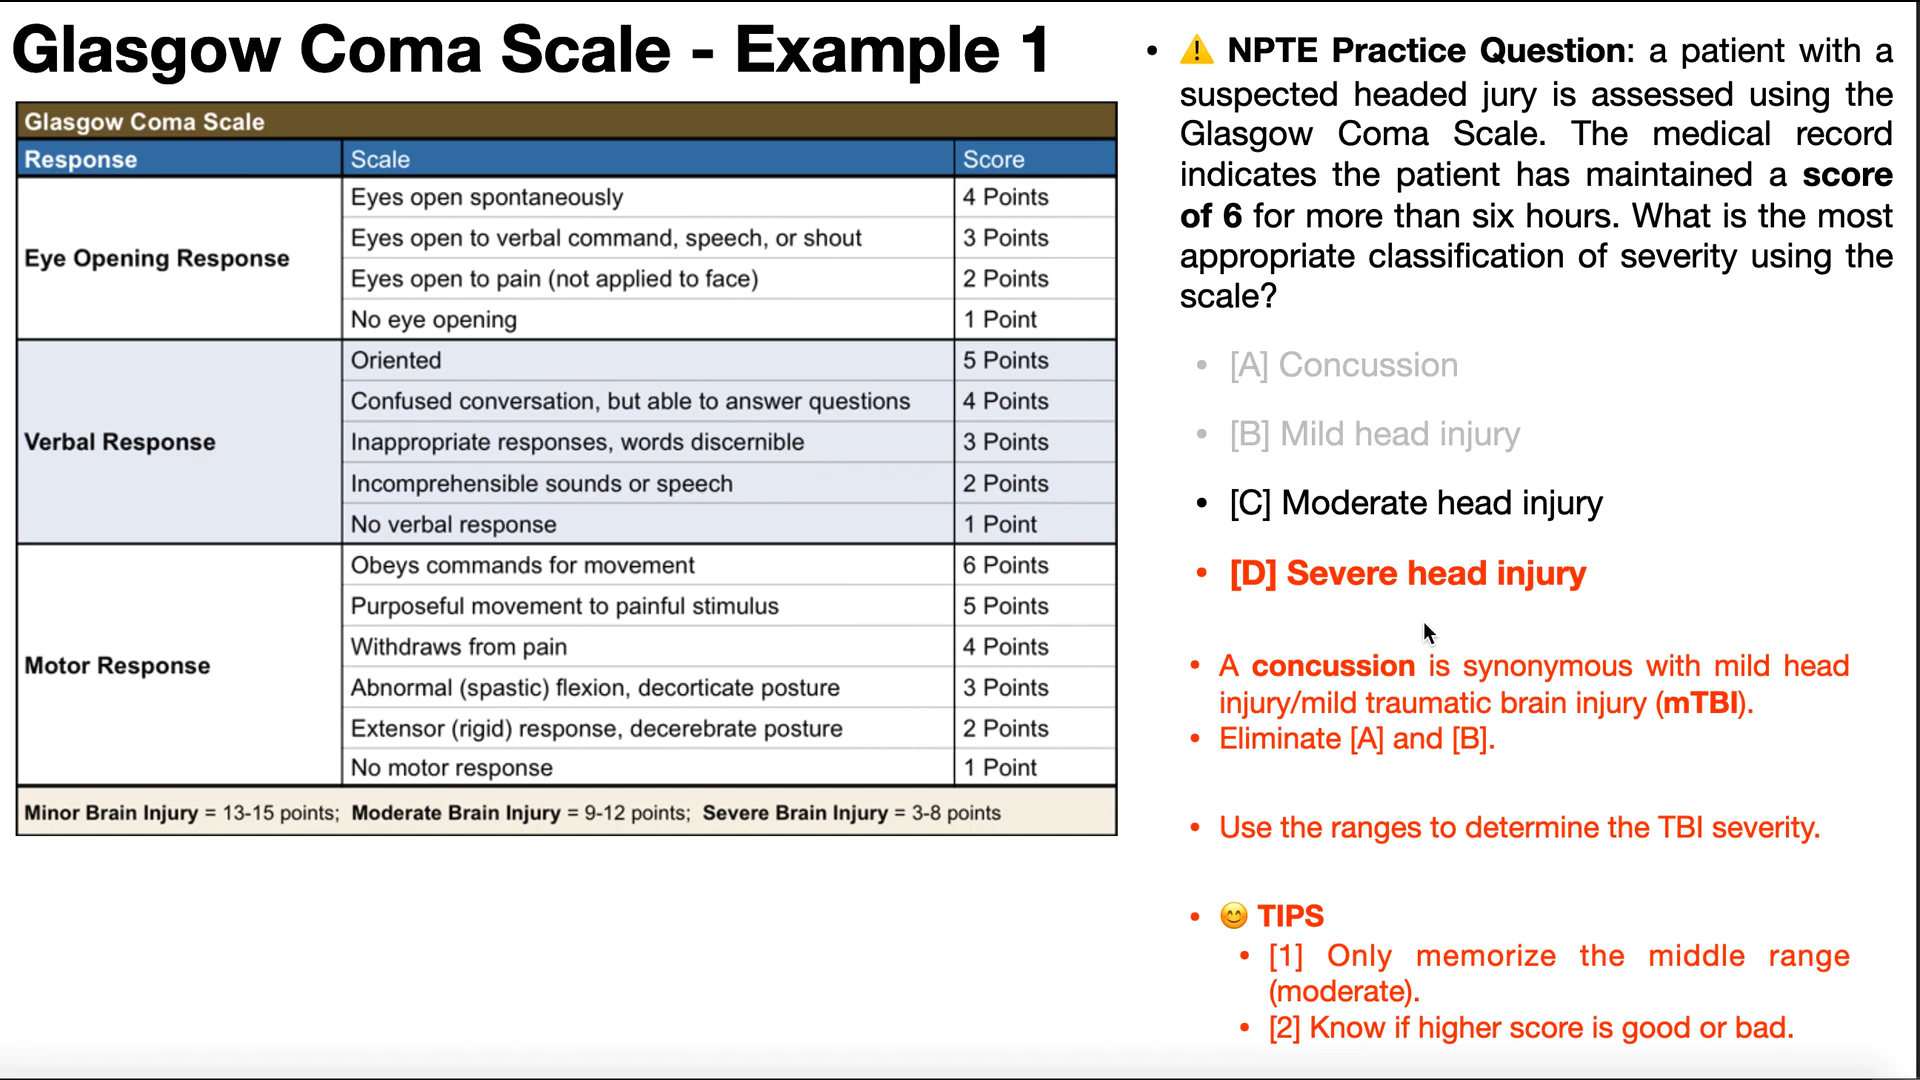 Glasgow Coma Scale - Example 1
Glasgow Coma Scale
Response Scale Score
Eye Opening Response
Eyes open spontaneously 4 Points
Eyes open to verbal command, speech, or shout 3 Points
Eyes open to pain (not applied to face) 2 Points
No eye opening 1 Point
Verbal Response
Oriented 5 Points
Confused conversation, but able to answer questions 4 Points
Inappropriate responses, words discernible 3 Points
Incomprehensible sounds or speech 2 Points
No verbal response 1 Point
Motor Response
Obeys commands for movement 6 Points
Purposeful movement to painful stimulus 5 Points
Withdraws from pain 4 Points
Abnormal (spastic) flexion, decorticate posture 3 Points
Extensor (rigid) response, decerebrate posture 2 Points
No motor response 1 Point
Minor Brain Injury = 13-15 points; Moderate Brain Injury = 9-12 points; Severe Brain Injury = 3-8 points
• ⚠️ NPTE Practice Question: a patient with a
suspected headed jury is assessed using the
Glasgow Coma Scale. The medical record
indicates the patient has maintained a score
of 6 for more than six hours. What is the most
appropriate classification of severity using the
scale?
• [A] Concussion
• [B] Mild head injury
• [C] Moderate head injury
• [D] Severe head injury
• A concussion is synonymous with mild head
injury/mild traumatic brain injury (mTBI).
• Eliminate [A] and [B].
• Use the ranges to determine the TBI severity.
• 😊 TIPS
• [1] Only memorize the middle range
(moderate).
• [2] Know if higher score is good or bad.